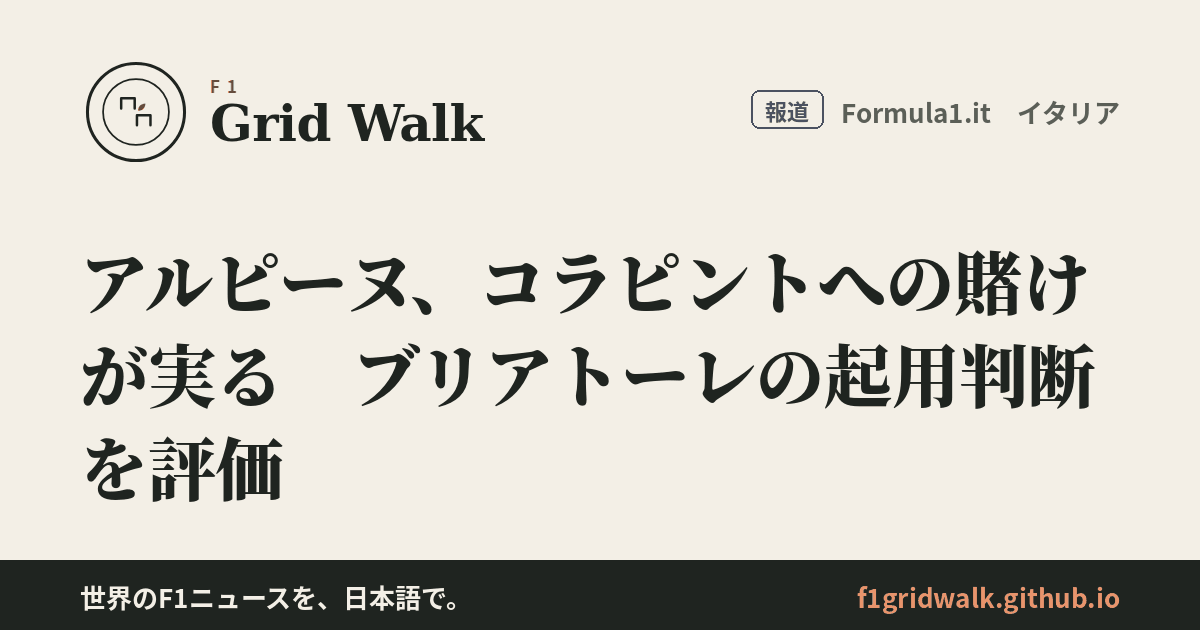 F1
Grid Walk
報道 Formula1.it イタリア
アルピーヌ、コラピントへの賭け
が実る ブリアトーレの起用判断
を評価
世界のF1ニュースを、日本語で。
f1gridwalk.github.io